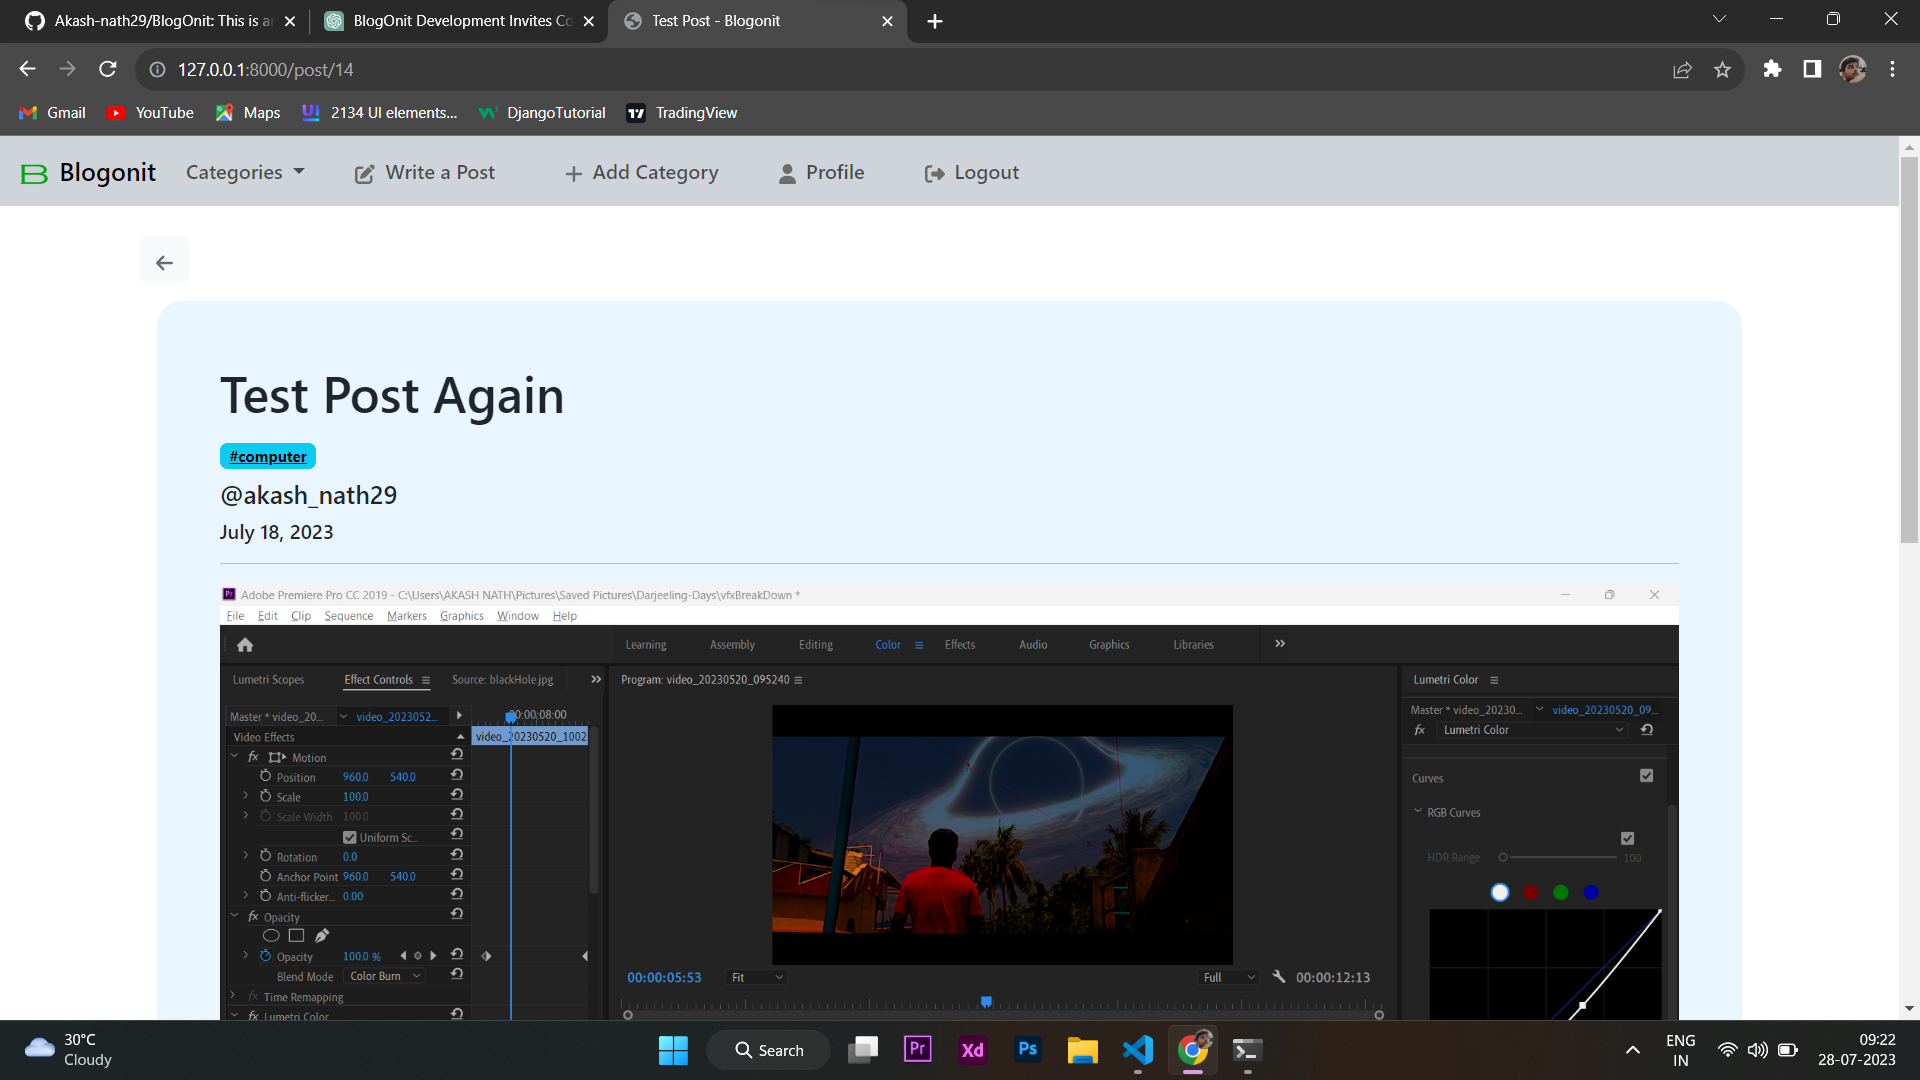 Akash-nath29/BlogOnit: This is a
BlogOnit Development Invites Co
Test Post - Blogonit
127.0.0.1:8000/post/14
Gmail
YouTube
Maps
2134 UI elements...
DjangoTutorial
TradingView
Blogonit
Categories
Write a Post
Add Category
Profile
Logout
Test Post Again
#computer
@akash_nath29
July 18, 2023
Adobe Premiere Pro CC 2019 - C:\Users\AKASH NATH\Pictures\Saved Pictures\Darjeeling-Days\vfxBreakDown *
File Edit Clip Sequence Markers Graphics Window Help
Learning Assembly Editing Color Effects Audio Graphics Libraries
Lumetri Scopes Effect Controls Source: blackHole.jpg
Program: video_20230520_095240
Lumetri Color
Master * video_20... video_2023052...
00:00:08:00
Master * video_20230... video_20230520_09...
fx Lumetri Color
Video Effects
video_20230520_1002
fx Motion
Position 960.0 540.0
Scale 100.0
Scale Width 100.0
Uniform Sc...
Rotation 0.0
Anchor Point 960.0 540.0
Anti-flicker... 0.00
fx Opacity
Opacity 100.0 %
Blend Mode Color Burn
fx Time Remapping
fx Lumetri Color
Curves
RGB Curves
HDR Range 100
00:00:05:53 Fit Full 00:00:12:13
30°C
Cloudy
Search
Pr
Xd
Ps
ENG
IN
09:22
28-07-2023